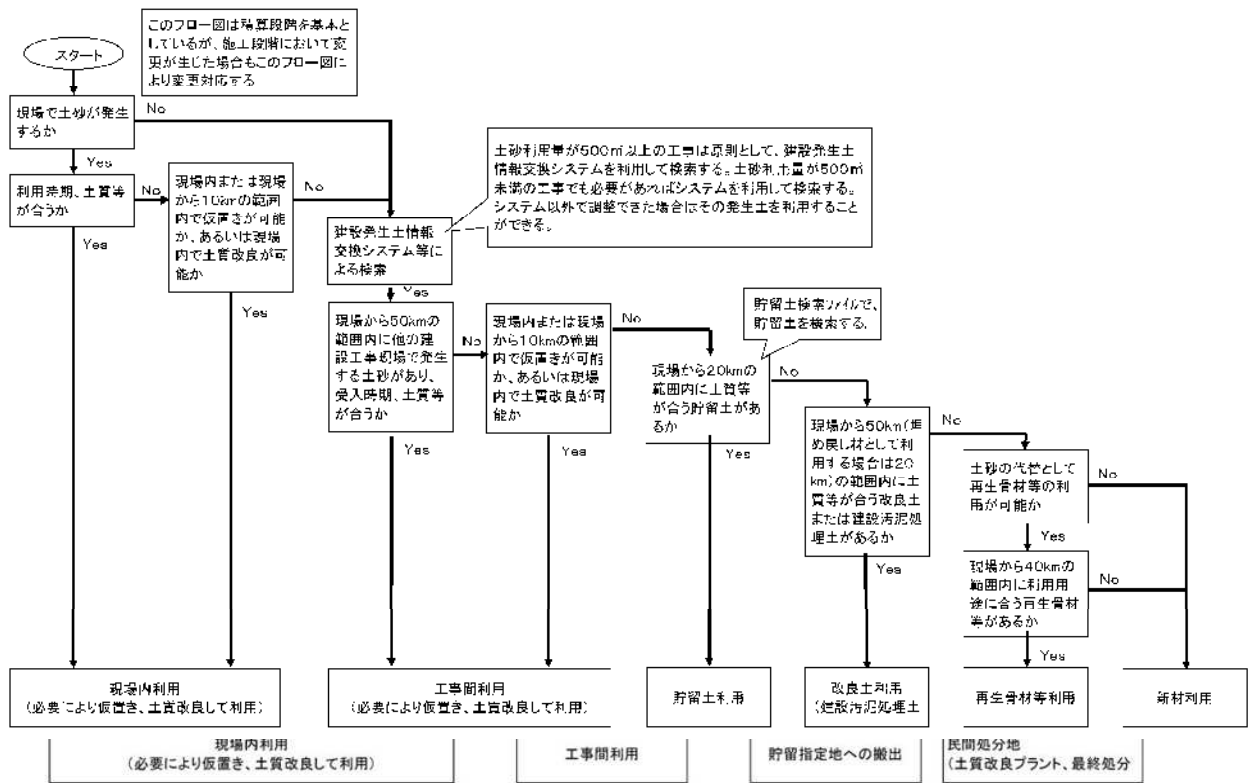 このフロー図は積算段階を基本と
しているが、施工段階において変
更が生じた場合もこのフロー図に
より変更対応する
スタート
現場で土砂が発生
するか
No
Yes
利用時期、土質等
が合うか
No
Yes
現場内または現場
から10kmの範囲
内で仮置きが可能
か、あるいは現場
内で土質改良が可
能か
No
Yes
土砂利用量が500㎥以上の工事は原則として、建設発生土
情報交換システムを利用して検索する。土砂利用量が500㎥
未満の工事でも必要があればシステムを利用して検索する。
システム以外で調整できた場合はその発生土を利用すること
ができる。
建設発生土情報
交換システム等に
よる検索
Yes
現場から50kmの
範囲内に他の建
設工事現場で発生
する土砂があり、
受入時期、土質等
が合うか
No
Yes
現場内または現場
から10kmの範囲
内で仮置きが可能
か、あるいは現場
内で土質改良が可
能か
No
Yes
貯留土検索ファイルで、
貯留土を検索する。
現場から20kmの
範囲内に土質等
が合う貯留土があ
るか
No
Yes
現場から50km(埋
め戻し材として利
用する場合は20
km)の範囲内に土
質等が合う改良土
または建設汚泥処
理土があるか
No
Yes
土砂の代替として
再生骨材等の利
用が可能か
No
Yes
現場から40kmの
範囲内に利用用
途に合う再生骨材
等があるか
No
Yes
現場内利用
(必要により仮置き、土質改良して利用)
工事間利用
(必要により仮置き、土質改良して利用)
貯留土利用
改良土利用
(建設汚泥処理土
再生骨材等利用
新材利用
現場内利用
(必要により仮置き、土質改良して利用)
工事間利用
貯留指定地への搬出
民間処分地
(土質改良プラント、最終処分